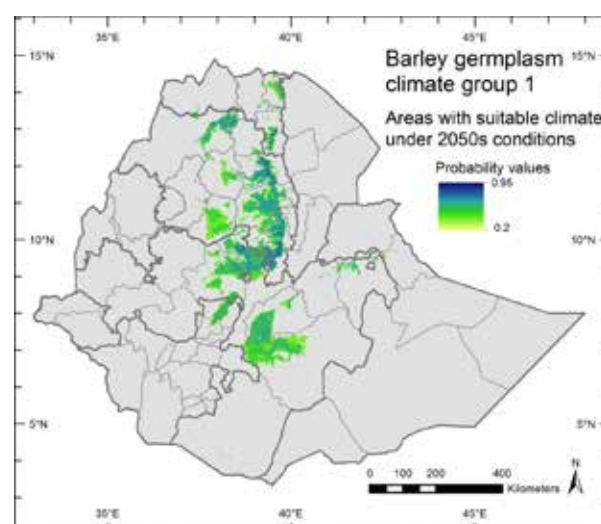 35°E 40°E 45°E
15°N 15°N
Barley germplasm
climate group 1
Areas with suitable climate
under 2050s conditions
Probability values
0.95
0.2
10°N 10°N
5°N 5°N
N
0 100 200 400
Kilometers
35°E 40°E 45°E